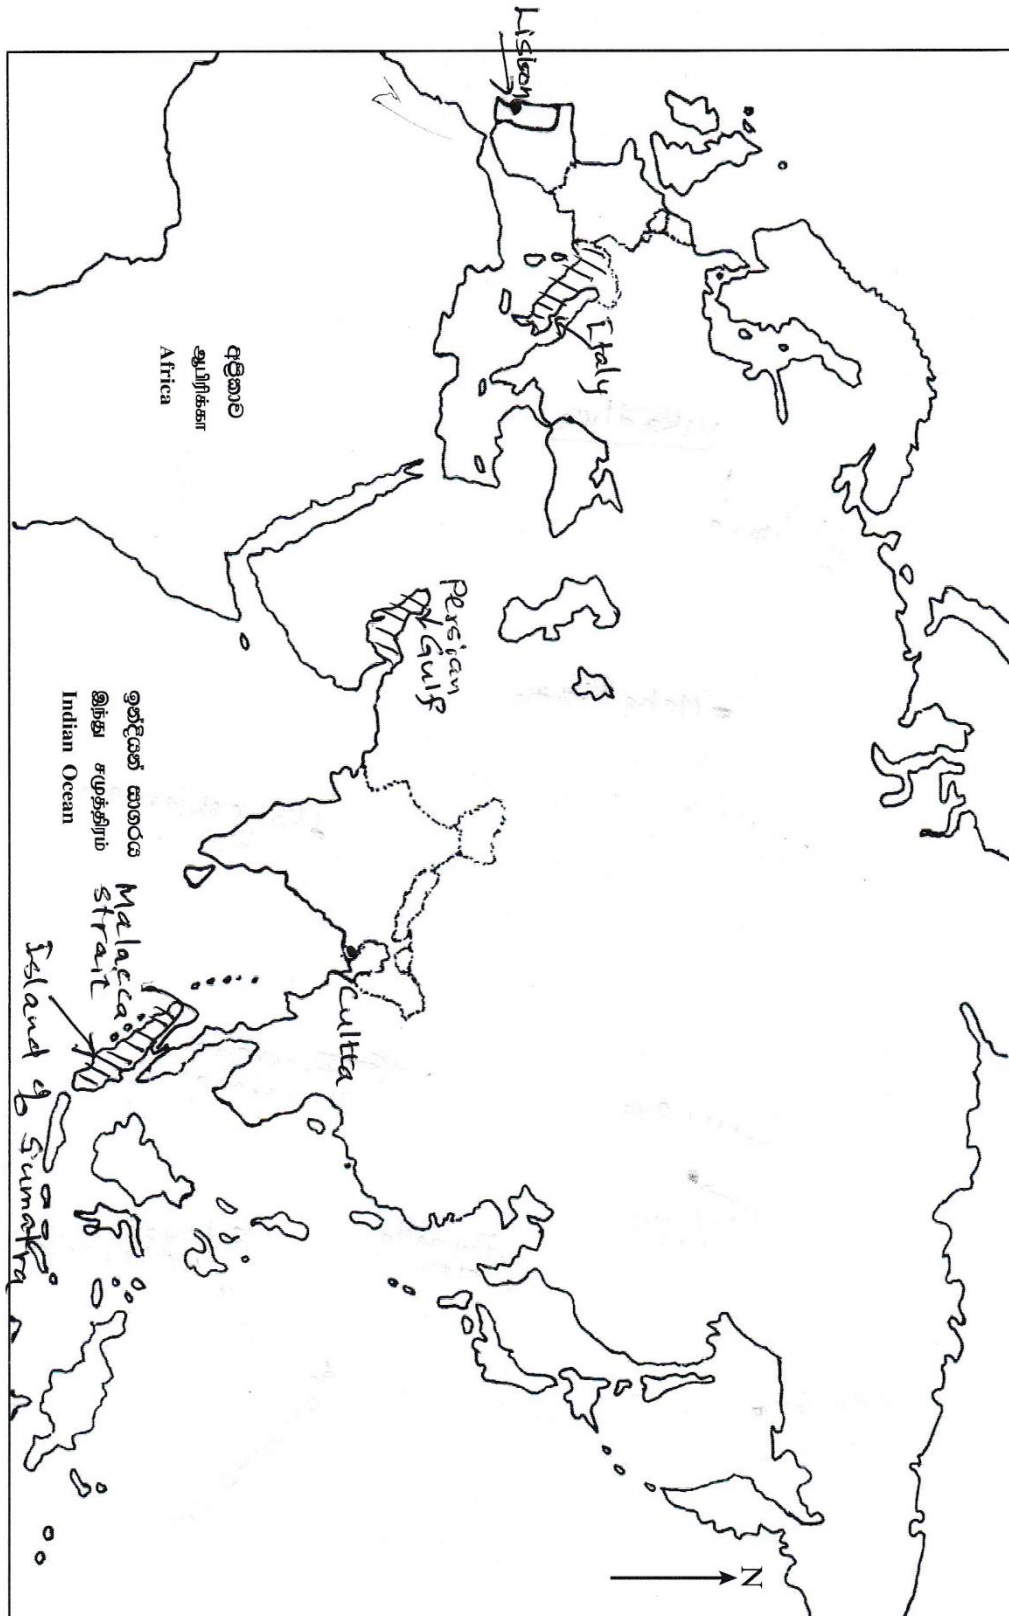 Lisbon
Italy
අප්‍රිකාව
ஆபிரிக்கா
Africa
Persian
Gulf
ඉන්දියන් සාගරය
இந்து சமுத்திரம்
Indian Ocean
Malacca
Strait
Cultta
Island of Sumatra
N